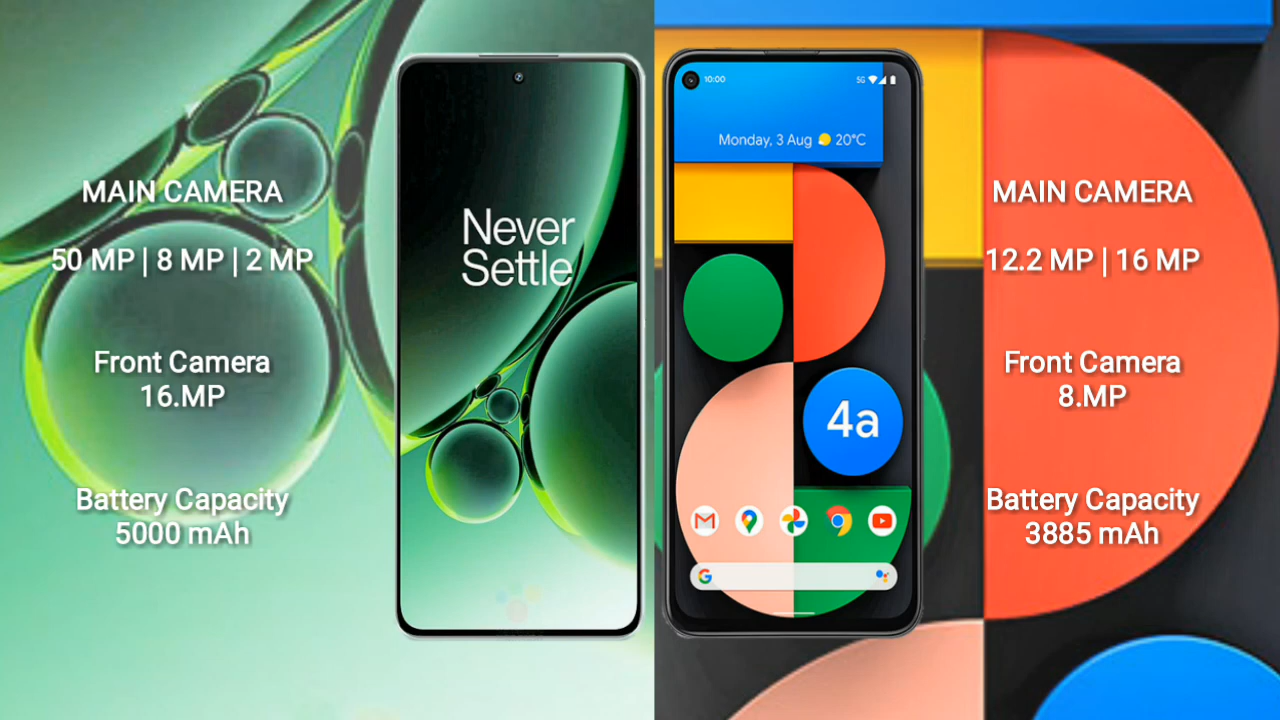 MAIN CAMERA
50 MP | 8 MP | 2 MP
Front Camera
16.MP
Battery Capacity
5000 mAh
Never
Settle
10:00
5G
Monday, 3 Aug 20°C
4a
MAIN CAMERA
12.2 MP | 16 MP
Front Camera
8.MP
Battery Capacity
3885 mAh